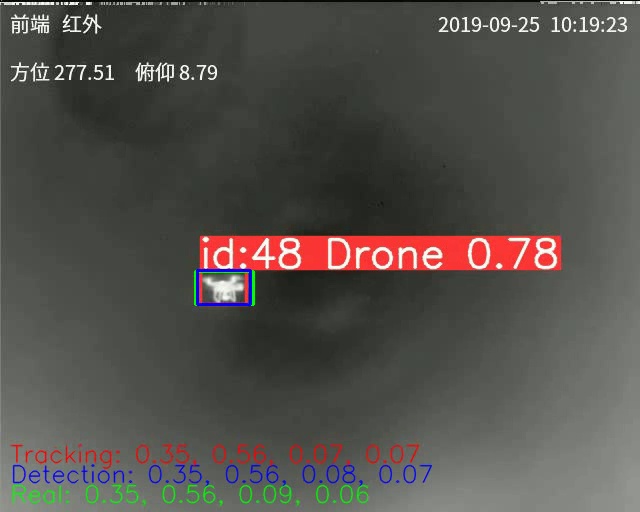 前端 红外 2019-09-25 10:19:23
方位 277.51 俯仰 8.79
id:48 Drone 0.78
Tracking: 0.35, 0.56, 0.07, 0.07
Detection: 0.35, 0.56, 0.08, 0.07
Real: 0.35, 0.56, 0.09, 0.06